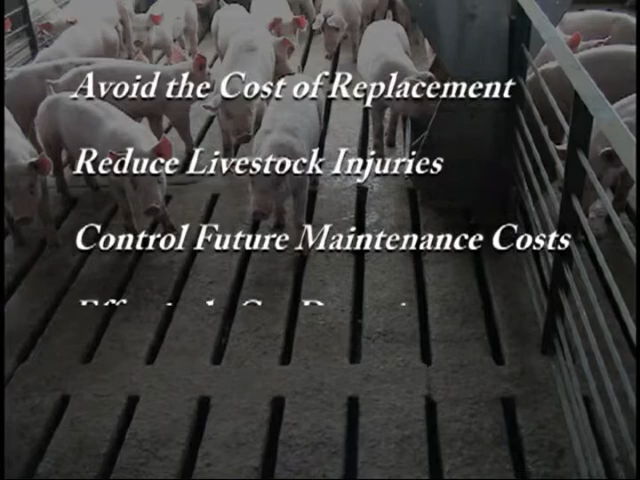 Avoid the Cost of Replacement
Reduce Livestock Injuries
Control Future Maintenance Costs